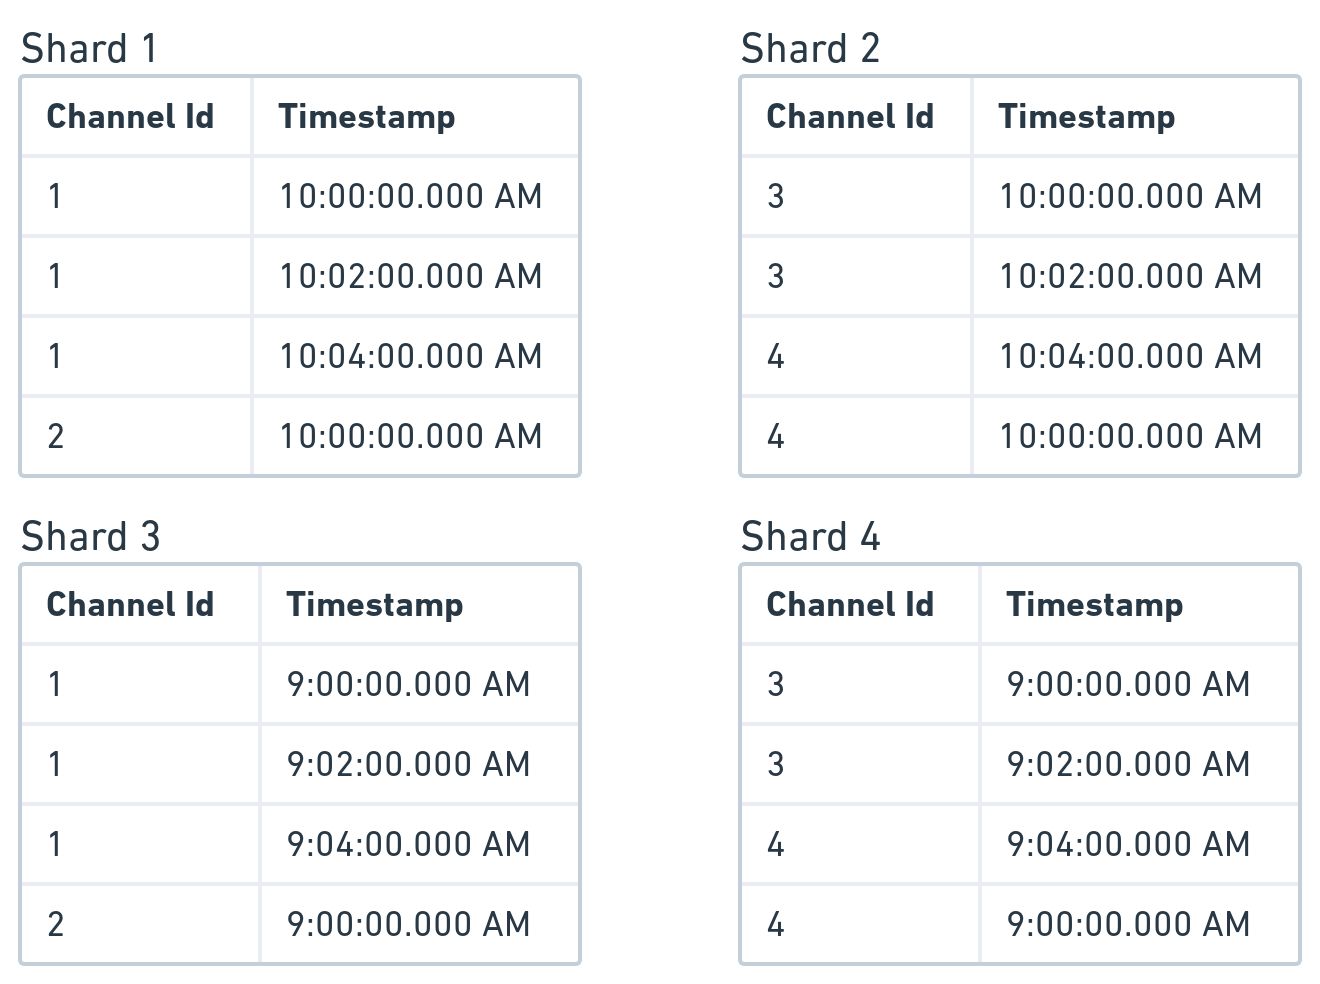 Shard 1
Channel Id Timestamp
1 10:00:00.000 AM
1 10:02:00.000 AM
1 10:04:00.000 AM
2 10:00:00.000 AM
Shard 2
Channel Id Timestamp
3 10:00:00.000 AM
3 10:02:00.000 AM
4 10:04:00.000 AM
4 10:00:00.000 AM
Shard 3
Channel Id Timestamp
1 9:00:00.000 AM
1 9:02:00.000 AM
1 9:04:00.000 AM
2 9:00:00.000 AM
Shard 4
Channel Id Timestamp
3 9:00:00.000 AM
3 9:02:00.000 AM
4 9:04:00.000 AM
4 9:00:00.000 AM